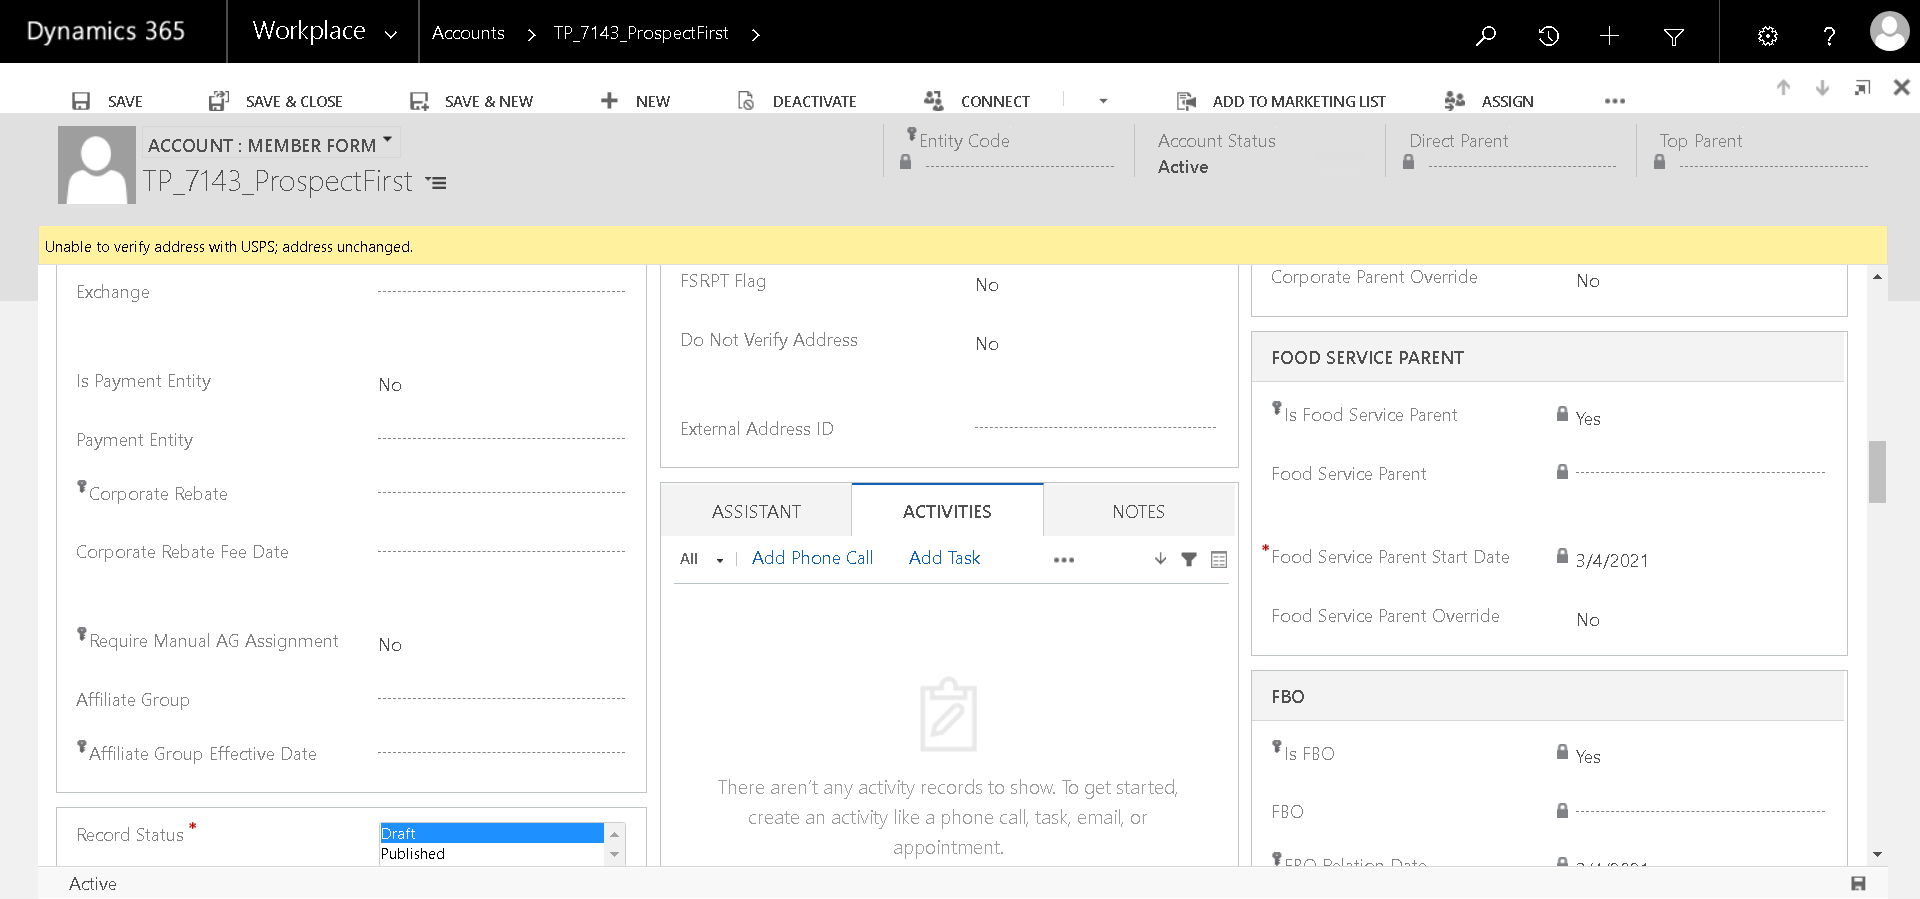 Dynamics 365
Workplace
Accounts
TP_7143_ProspectFirst
SAVE
SAVE & CLOSE
SAVE & NEW
NEW
DEACTIVATE
CONNECT
ADD TO MARKETING LIST
ASSIGN
ACCOUNT : MEMBER FORM
TP_7143_ProspectFirst
Entity Code
Account Status
Active
Direct Parent
Top Parent
Unable to verify address with USPS; address unchanged.
Exchange
Is Payment Entity No
Payment Entity
Corporate Rebate
Corporate Rebate Fee Date
Require Manual AG Assignment No
Affiliate Group
Affiliate Group Effective Date
Record Status *
Draft
Published
FSRPT Flag No
Do Not Verify Address No
External Address ID
ASSISTANT ACTIVITIES NOTES
All Add Phone Call Add Task
There aren't any activity records to show. To get started,
create an activity like a phone call, task, email, or
appointment.
Corporate Parent Override No
FOOD SERVICE PARENT
Is Food Service Parent Yes
Food Service Parent
* Food Service Parent Start Date 3/4/2021
Food Service Parent Override No
FBO
Is FBO Yes
FBO
FBO Relation Date 3/4/2021
Active